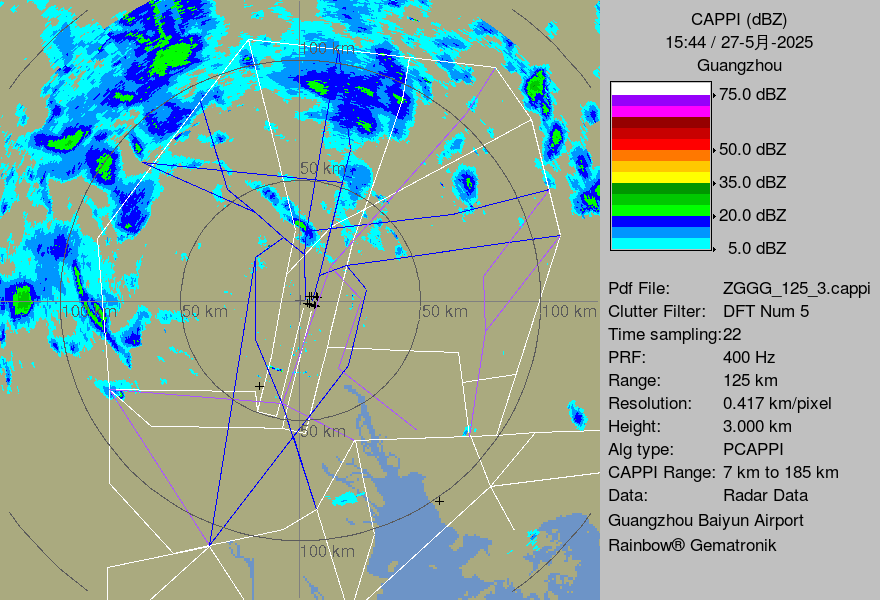 CAPPI (dBZ)
15:44 / 27-5月-2025
Guangzhou
75.0 dBZ
50.0 dBZ
35.0 dBZ
20.0 dBZ
5.0 dBZ
Pdf File: ZGGG_125_3.cappi
Clutter Filter: DFT Num 5
Time sampling:22
PRF: 400 Hz
Range: 125 km
Resolution: 0.417 km/pixel
Height: 3.000 km
Alg type: PCAPPI
CAPPI Range: 7 km to 185 km
Data: Radar Data
Guangzhou Baiyun Airport
Rainbow® Gematronik
100 km
50 km
100 km
50 km
50 km
100 km
50 km
100 km